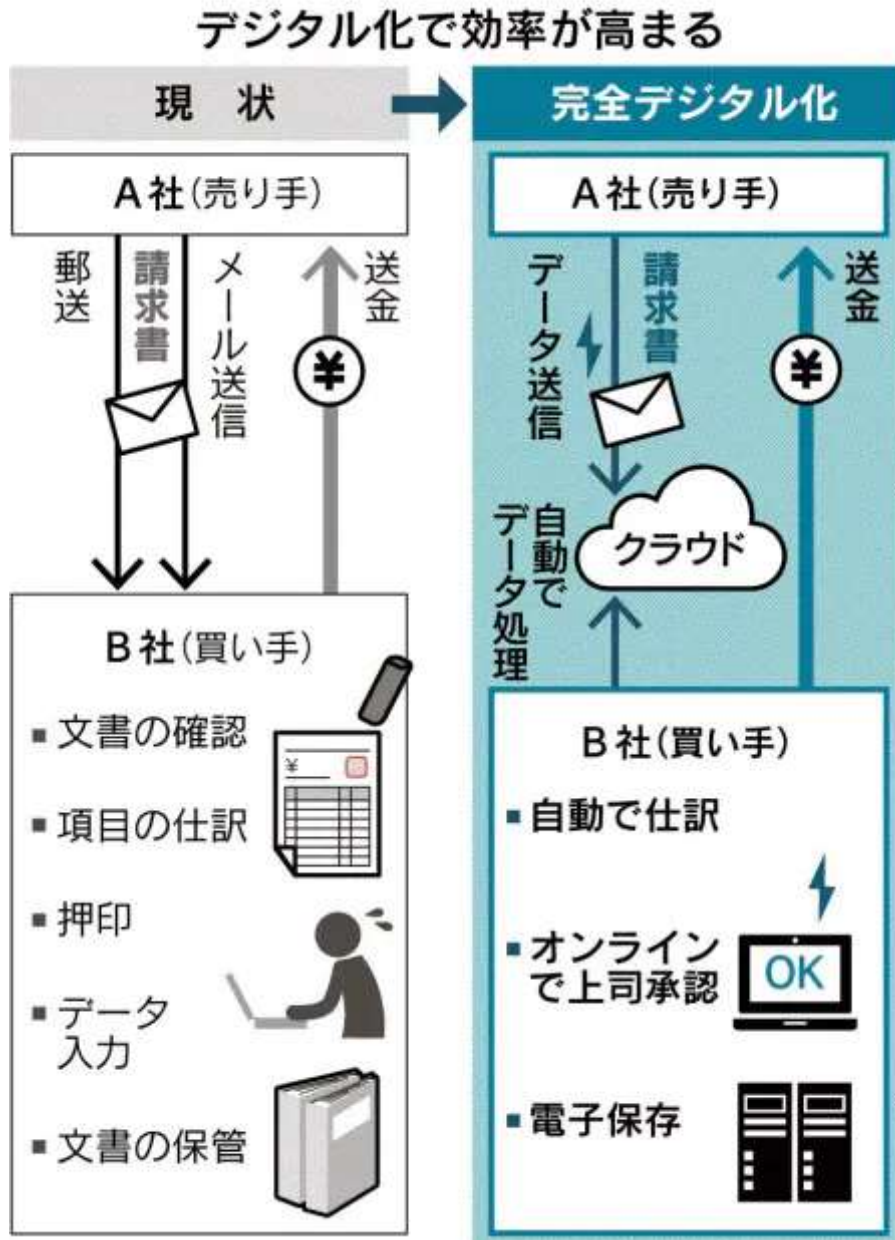 デジタル化で効率が高まる
現状
A社(売り手)
郵送
請求書
メール送信
送金
¥
B社(買い手)
■文書の確認
■項目の仕訳
■押印
■データ
入力
■文書の保管
¥
完全デジタル化
A社(売り手)
データ送信
請求書
送金
¥
クラウド
自動で
データ処理
B社(買い手)
■自動で仕訳
■オンライン
で上司承認
OK
■電子保存